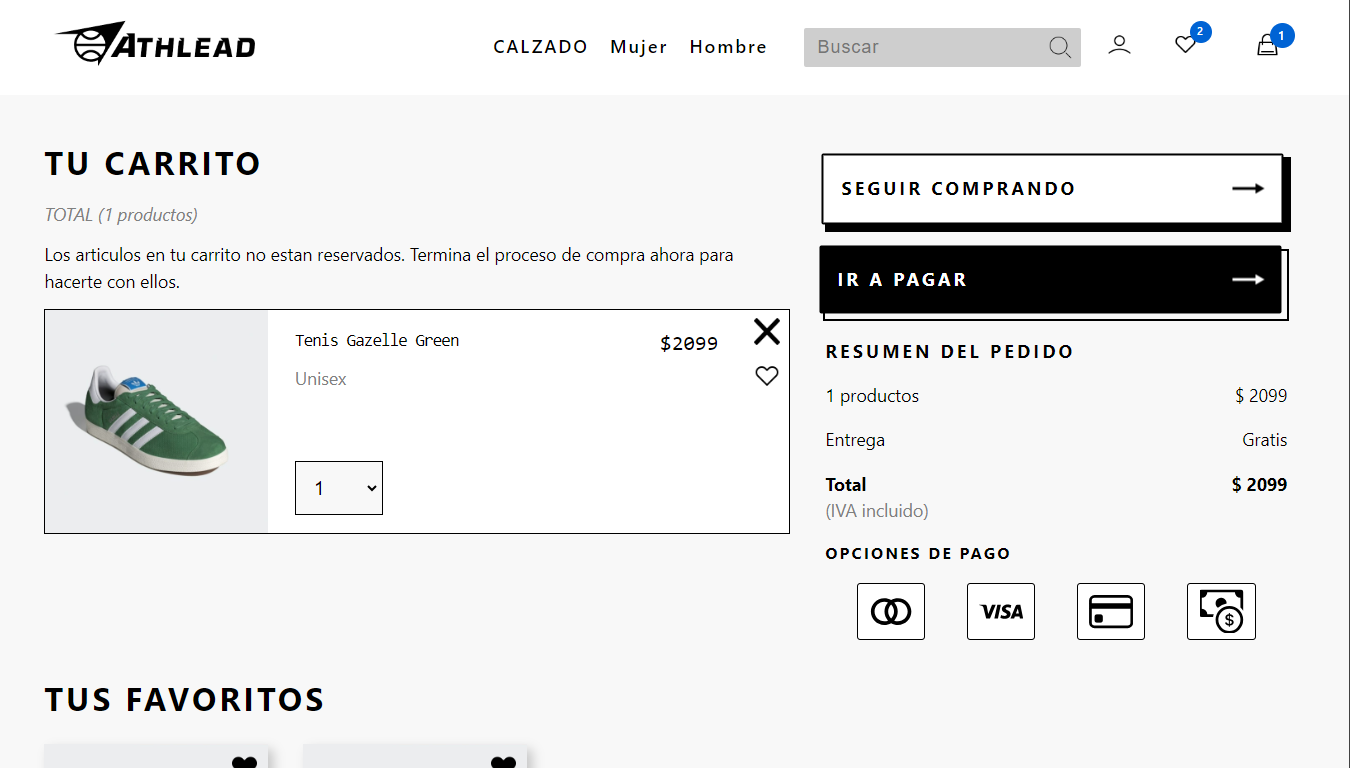 ATHLEAD
CALZADO Mujer Hombre
Buscar
2
1
TU CARRITO
TOTAL (1 productos)
Los articulos en tu carrito no estan reservados. Termina el proceso de compra ahora para
hacerte con ellos.
Tenis Gazelle Green
$2099
Unisex
1
SEGUIR COMPRANDO
IR A PAGAR
RESUMEN DEL PEDIDO
1 productos $ 2099
Entrega Gratis
Total $ 2099
(IVA incluido)
OPCIONES DE PAGO
VISA
$
TUS FAVORITOS